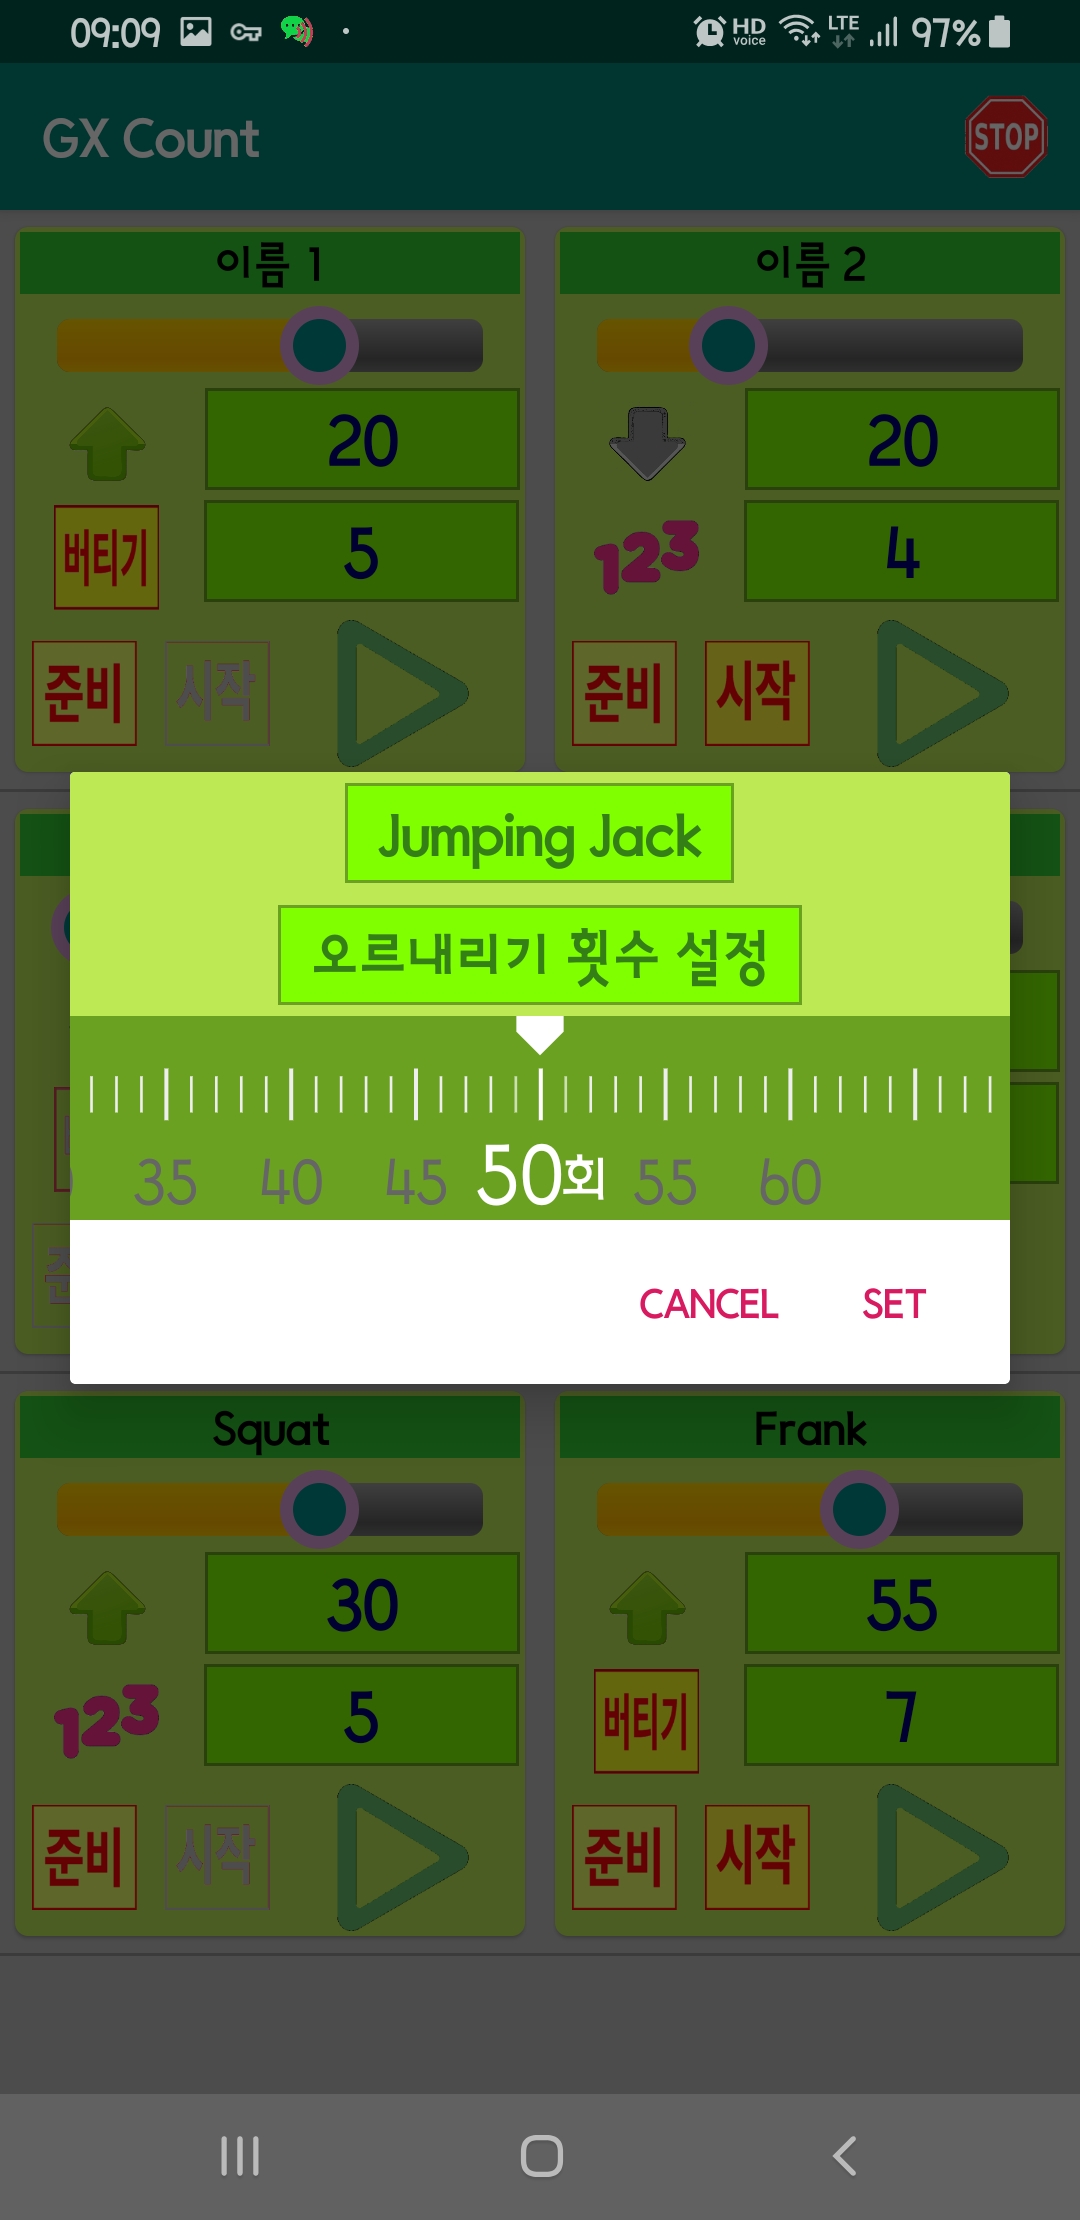 09:09 HD voice LTE 97%
GX Count STOP
이름 1 이름 2
20 20
버티기 5 123 4
준비 시작 준비 시작
Jumping Jack
오르내리기 횟수 설정
35 40 45 50회 55 60
CANCEL SET
Squat Frank
30 55
123 5 버티기 7
준비 시작 준비 시작